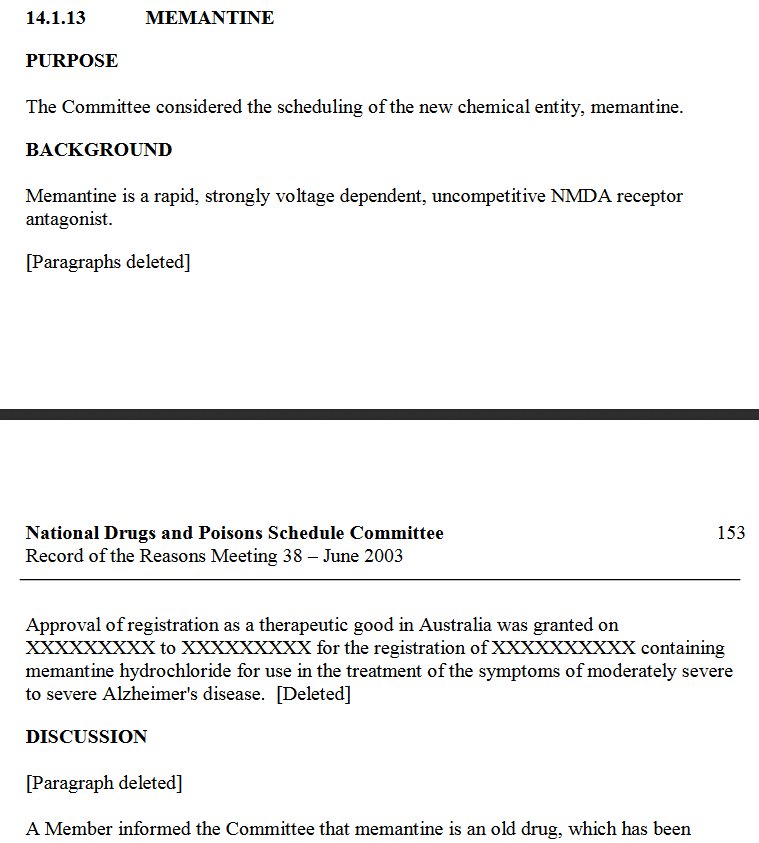 14.1.13 MEMANTINE
PURPOSE
The Committee considered the scheduling of the new chemical entity, memantine.
BACKGROUND
Memantine is a rapid, strongly voltage dependent, uncompetitive NMDA receptor
antagonist.
[Paragraphs deleted]
National Drugs and Poisons Schedule Committee 153
Record of the Reasons Meeting 38 – June 2003
Approval of registration as a therapeutic good in Australia was granted on
XXXXXXXXX to XXXXXXXXX for the registration of XXXXXXXXXX containing
memantine hydrochloride for use in the treatment of the symptoms of moderately severe
to severe Alzheimer's disease. [Deleted]
DISCUSSION
[Paragraph deleted]
A Member informed the Committee that memantine is an old drug, which has been